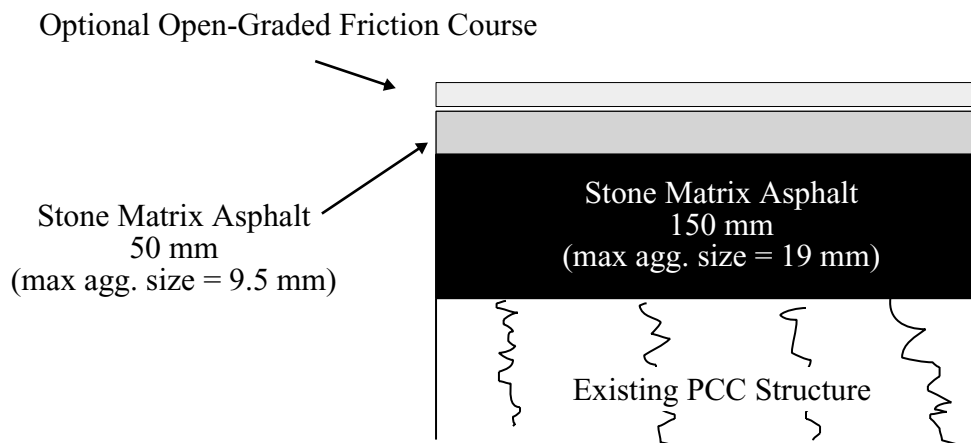 Optional Open-Graded Friction Course
Stone Matrix Asphalt
50 mm
(max agg. size = 9.5 mm)
Stone Matrix Asphalt
150 mm
(max agg. size = 19 mm)
Existing PCC Structure